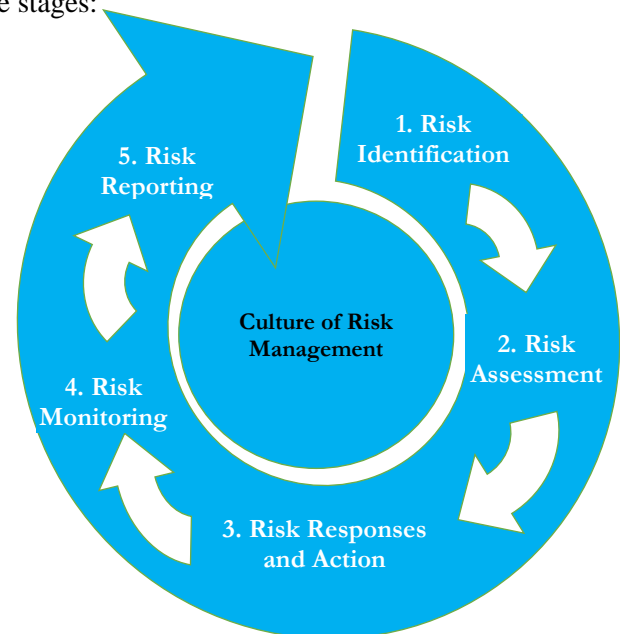 e stages:
1. Risk
Identification
2. Risk
Assessment
3. Risk Responses
and Action
4. Risk
Monitoring
5. Risk
Reporting
Culture of Risk
Management